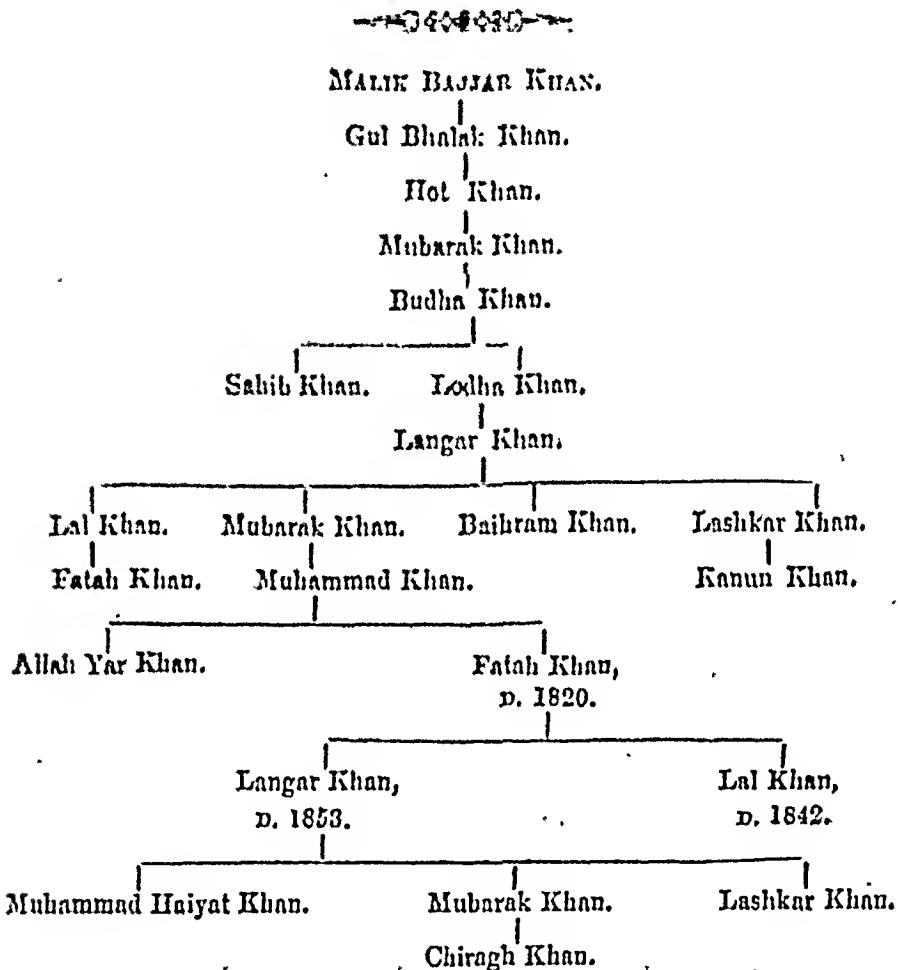 MALIK BAJJAR KHAN.
Gul Bhalak Khan.
Hot Khan.
Mubarak Khan.
Budha Khan.
Sahib Khan. Lodha Khan.
Langar Khan.
Lal Khan. Mubarak Khan. Baihram Khan. Lashkar Khan.
Fatah Khan. Muhammad Khan. Kanun Khan.
Allah Yar Khan. Fatah Khan,
D. 1820.
Langar Khan, Lal Khan,
D. 1853. D. 1842.
Muhammad Haiyat Khan. Mubarak Khan. Lashkar Khan.
Chiragh Khan.